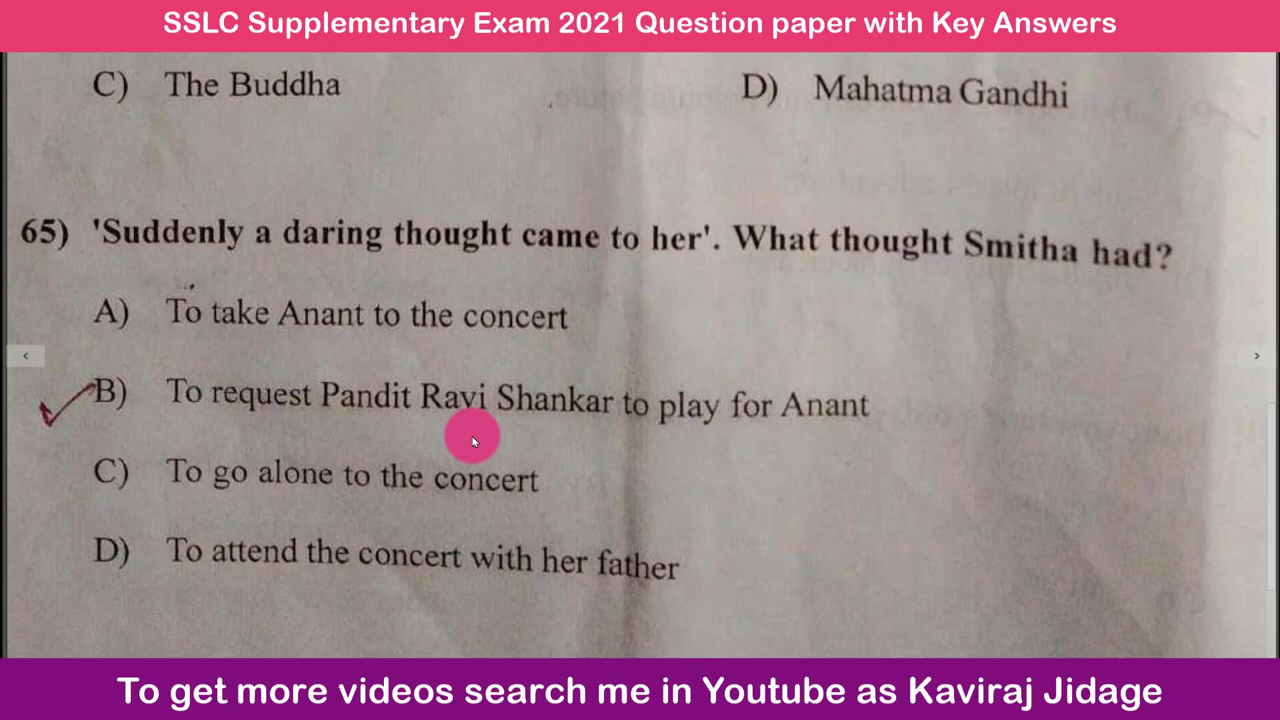 SSLC Supplementary Exam 2021 Question paper with Key Answers
C) The Buddha D) Mahatma Gandhi
65) 'Suddenly a daring thought came to her'. What thought Smitha had?
A) To take Anant to the concert
B) To request Pandit Ravi Shankar to play for Anant
C) To go alone to the concert
D) To attend the concert with her father
To get more videos search me in Youtube as Kaviraj Jidage